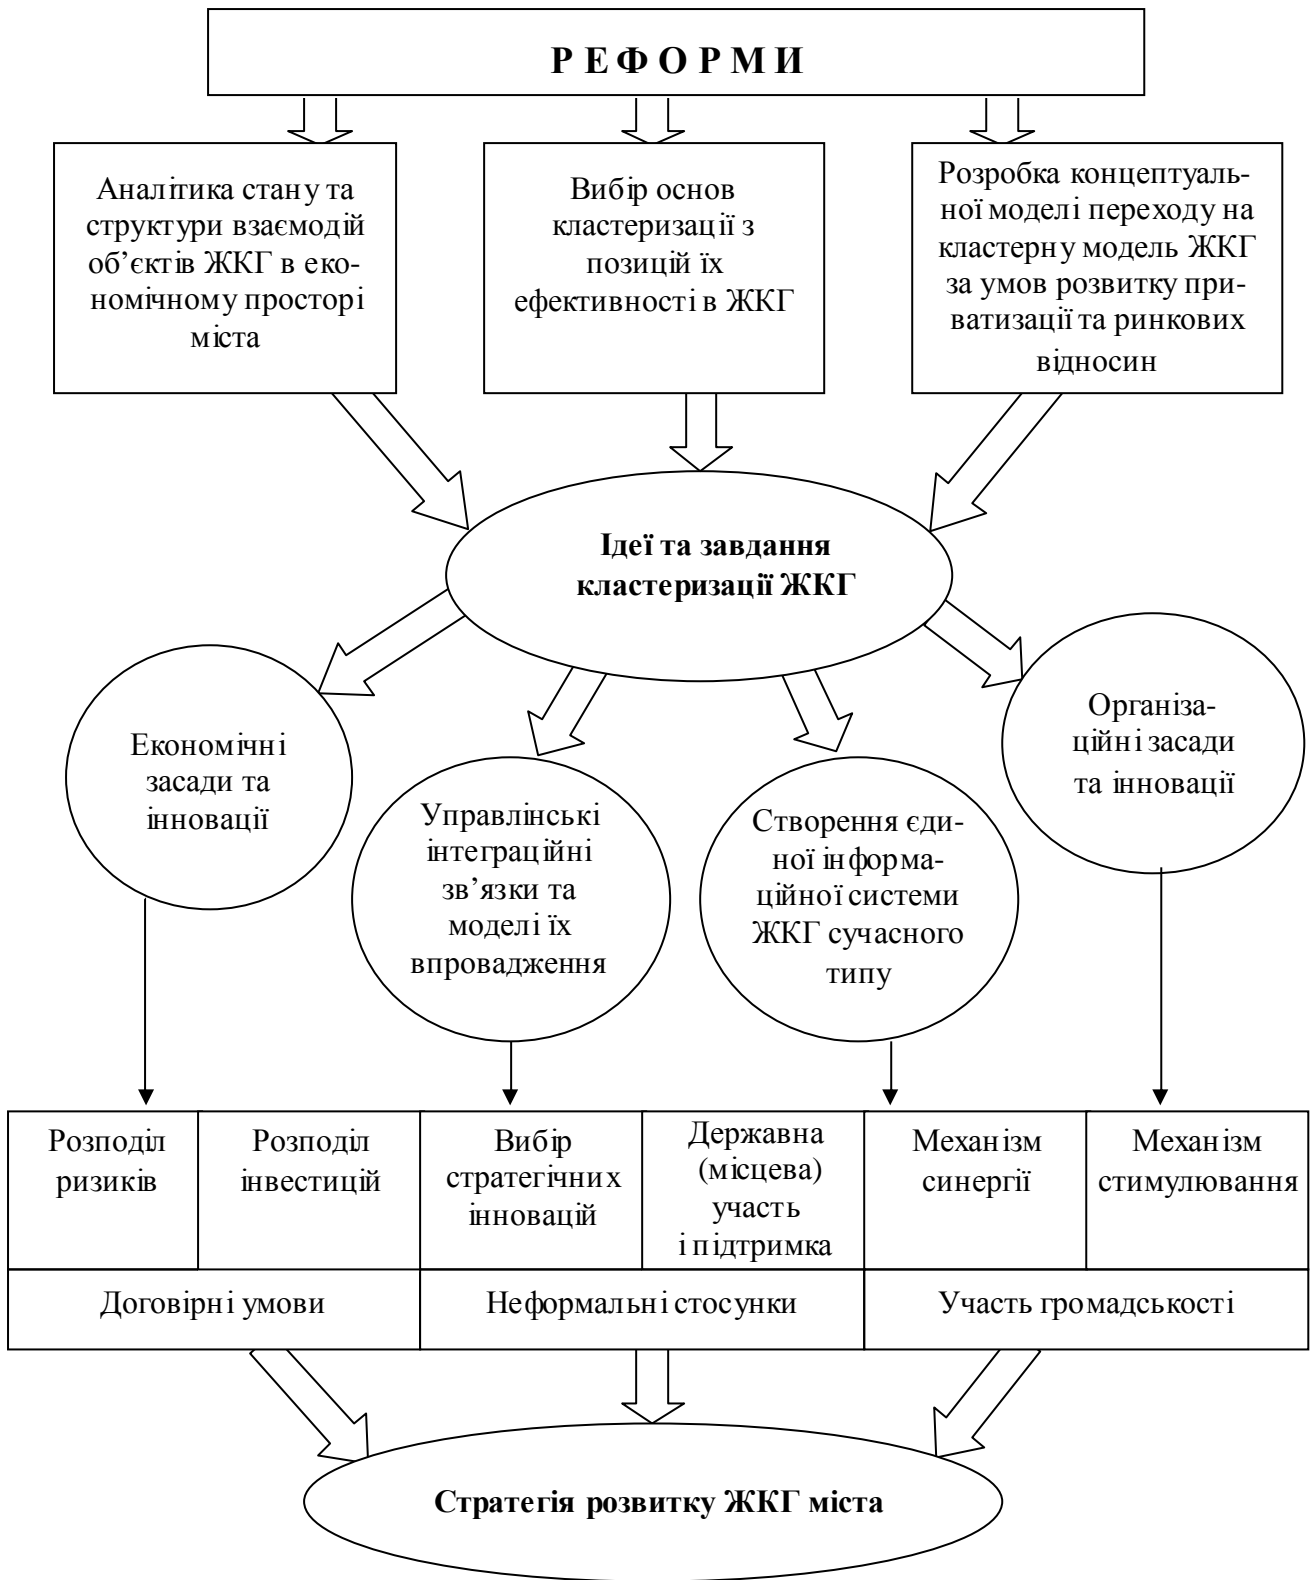 РЕФОРМИ
Аналітика стану та
структури взаємодій
об’єктів ЖКГ в еко-
номічному просторі
міста
Вибір основ
кластеризації з
позицій їх
ефективності в ЖКГ
Розробка концептуаль-
ної моделі переходу на
кластерну модель ЖКГ
за умов розвитку при-
ватизації та ринкових
відносин
Ідеї та завдання
кластеризації ЖКГ
Економічні
засади та
інновації
Управлінські
інтеграційні
зв’язки та
моделі їх
впровадження
Створення єди-
ної інформа-
ційної системи
ЖКГ сучасного
типу
Організа-
ційні засади
та інновації
Розподіл
ризиків
Розподіл
інвестицій
Вибір
стратегічних
інновацій
Державна
(місцева)
участь
і підтримка
Механізм
синергії
Механізм
стимулювання
Договірні умови
Неформальні стосунки
Участь громадськості
Стратегія розвитку ЖКГ міста